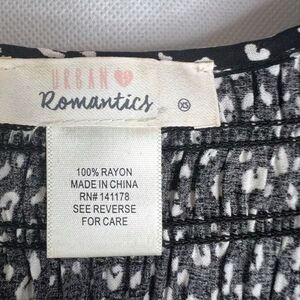 URBAN
Romantics
XS
100% RAYON
MADE IN CHINA
RN# 141178
SEE REVERSE
FOR CARE